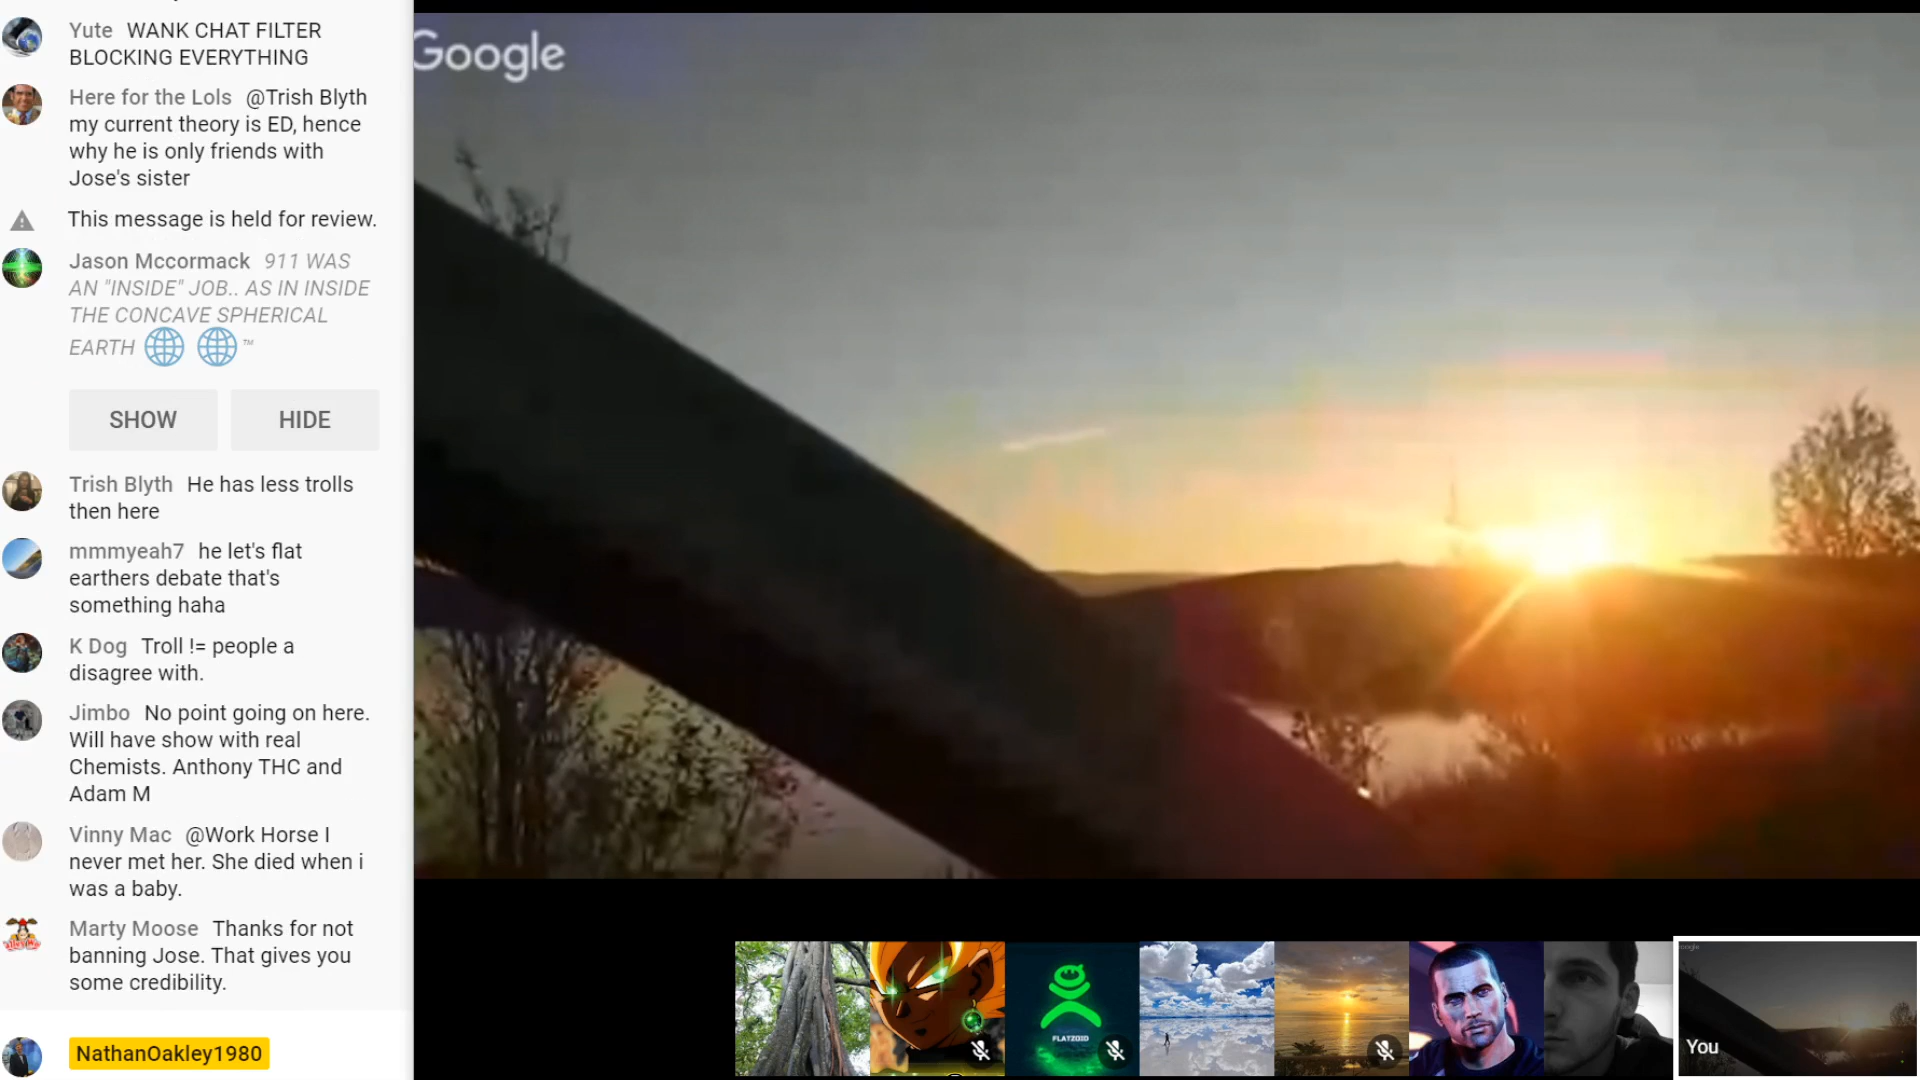 Yute WANK CHAT FILTER
BLOCKING EVERYTHING
Here for the Lols @Trish Blyth
my current theory is ED, hence
why he is only friends with
Jose's sister
This message is held for review.
Jason Mccormack 911 WAS
AN "INSIDE" JOB.. AS IN INSIDE
THE CONCAVE SPHERICAL
EARTH ™
SHOW HIDE
Trish Blyth He has less trolls
then here
mmmyeah7 he let's flat
earthers debate that's
something haha
K Dog Troll != people a
disagree with.
Jimbo No point going on here.
Will have show with real
Chemists. Anthony THC and
Adam M
Vinny Mac @Work Horse I
never met her. She died when i
was a baby.
Marty Moose Thanks for not
banning Jose. That gives you
some credibility.
NathanOakley1980
Google
FLATZOID
You